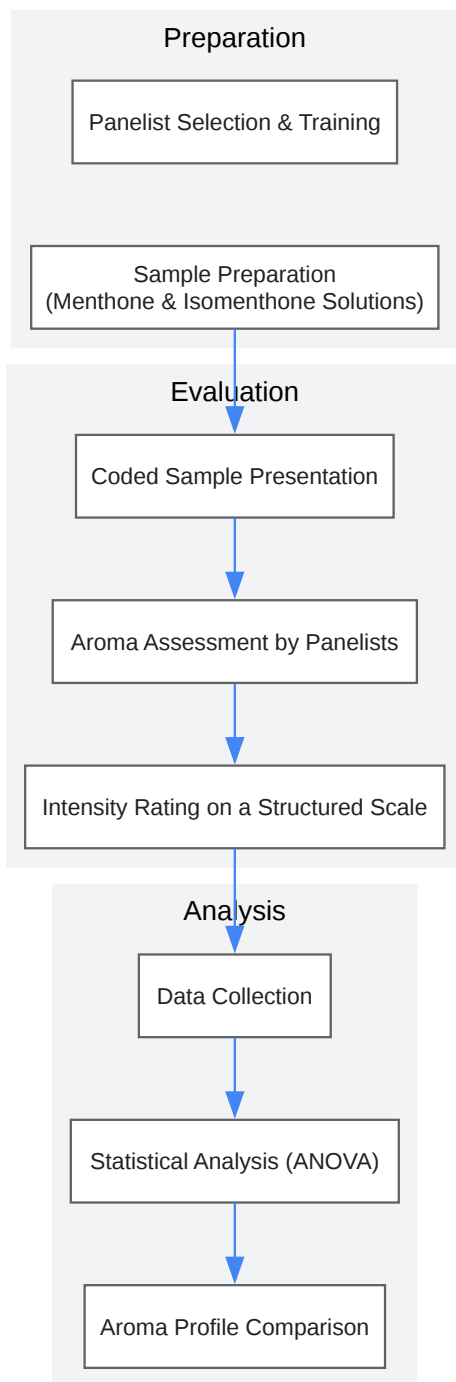 Preparation
Panelist Selection & Training
Sample Preparation
(Menthone & Isomenthone Solutions)
Evaluation
Coded Sample Presentation
Aroma Assessment by Panelists
Intensity Rating on a Structured Scale
Analysis
Data Collection
Statistical Analysis (ANOVA)
Aroma Profile Comparison